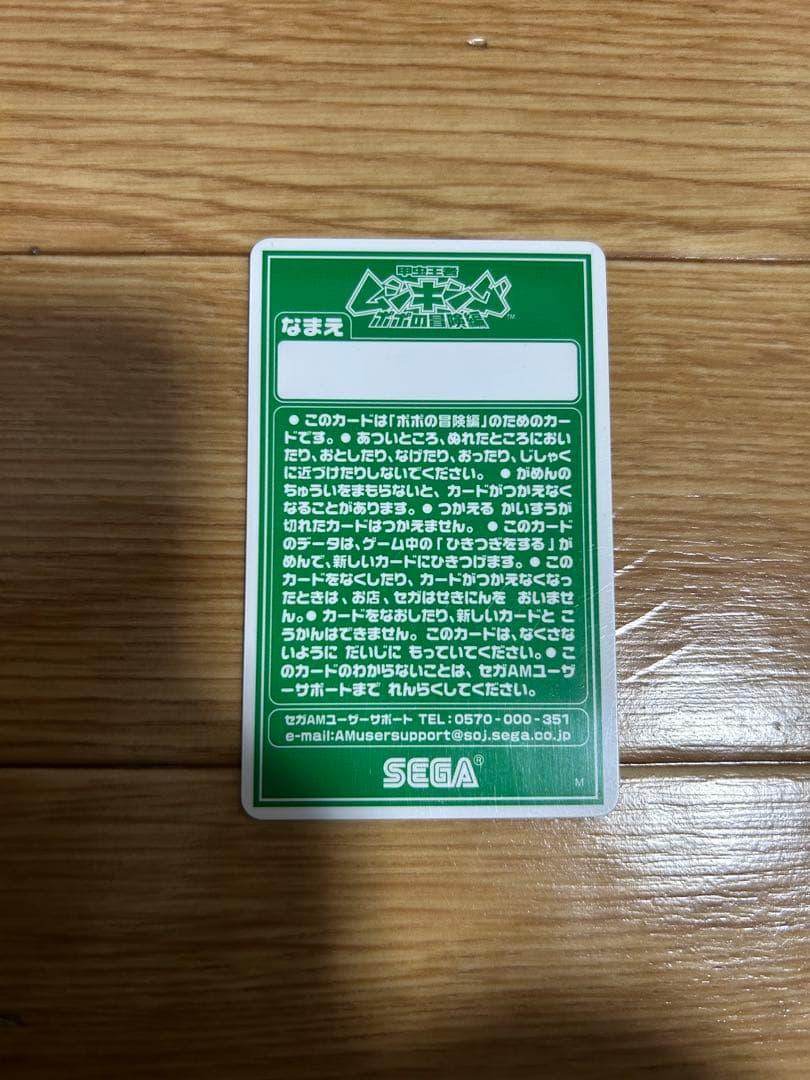 甲虫王者
ムシキング
ポポの冒険編™
なまえ
● このカードは「ポポの冒険編」のためのカー
ドです。● あついところ、ぬれたところにおい
たり、おとしたり、なげたり、おったり、じしゃく
に近づけたりしないでください。 ● がめんの
ちゅういをまもらないと、カードがつかえなく
なることがあります。● つかえる かいすうが
切れたカードはつかえません。 ● このカード
のデータは、ゲーム中の「ひきつぎをする」が
めんで、新しいカードにひきつげます。● この
カードをなくしたり、カードがつかえなくなっ
たときは、お店、セガはせきにんを おいませ
ん。● カードをなおしたり、新しいカードと こ
うかんはできません。このカードは、なくさな
いように だいじに もっていてください。● こ
のカードのわからないことは、セガAMユーザ
ーサポートまで れんらくしてください。
セガAMユーザーサポート TEL:0570-000-351
e-mail:AMusersupport@soj.sega.co.jp
SEGA®
M